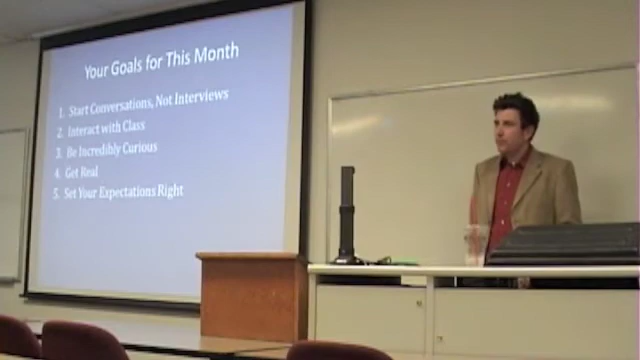 Your Goals for This Month
1. Start Conversations, Not Interviews
2. Interact with Class
3. Be Incredibly Curious
4. Get Real
5. Set Your Expectations Right